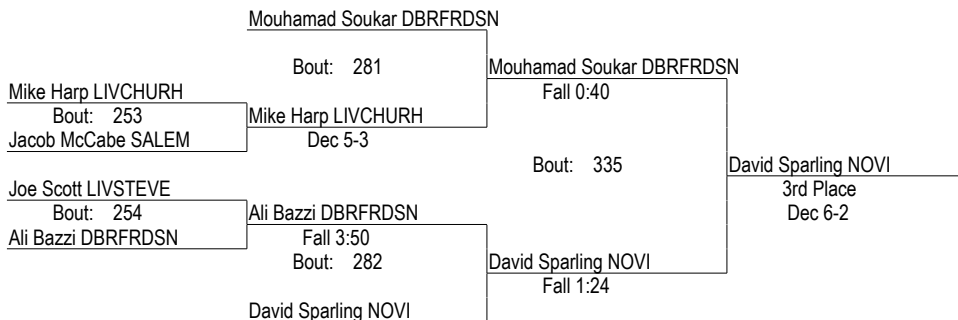 Mouhamad Soukar DBRFRDSN
Bout: 281
Mouhamad Soukar DBRFRDSN
Fall 0:40
Mike Harp LIVCHURH
Bout: 253
Mike Harp LIVCHURH
Jacob McCabe SALEM
Dec 5-3
Bout: 335
David Sparling NOVI
3rd Place
Dec 6-2
Joe Scott LIVSTEVE
Bout: 254
Ali Bazzi DBRFRDSN
Ali Bazzi DBRFRDSN
Fall 3:50
Bout: 282
David Sparling NOVI
Fall 1:24
David Sparling NOVI